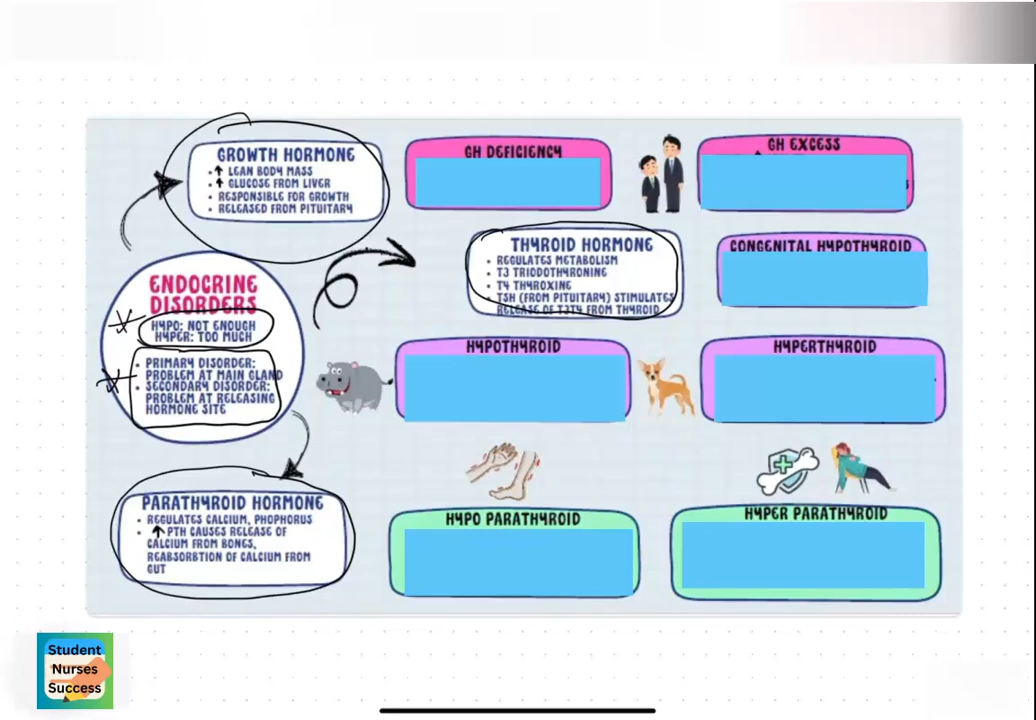 GROWTH HORMONE
• ↑ LEAN BODY MASS
• ↑ GLUCOSE FROM LIVER
• RESPONSIBLE FOR GROWTH
• RELEASED FROM PITUITARY
GH DEFICIENCY
GH EXCESS
THYROID HORMONE
• REGULATES METABOLISM
• T3 TRIODOTHYRONINE
• T4 THYROXINE
• TSH (FROM PITUITARY) STIMULATES
RELEASE OF T3T4 FROM THYROID
CONGENITAL HYPOTHYROID
ENDOCRINE
DISORDERS
HYPO: NOT ENOUGH
HYPER: TOO MUCH
• PRIMARY DISORDER:
PROBLEM AT MAIN GLAND
• SECONDARY DISORDER:
PROBLEM AT RELEASING
HORMONE SITE
HYPOTHYROID
HYPERTHYROID
PARATHYROID HORMONE
• REGULATES CALCIUM, PHOPHORUS
• ↑ PTH CAUSES RELEASE OF
CALCIUM FROM BONES,
REABSORBTION OF CALCIUM FROM
GUT
HYPO PARATHYROID
HYPER PARATHYROID
Student
Nurses
Success